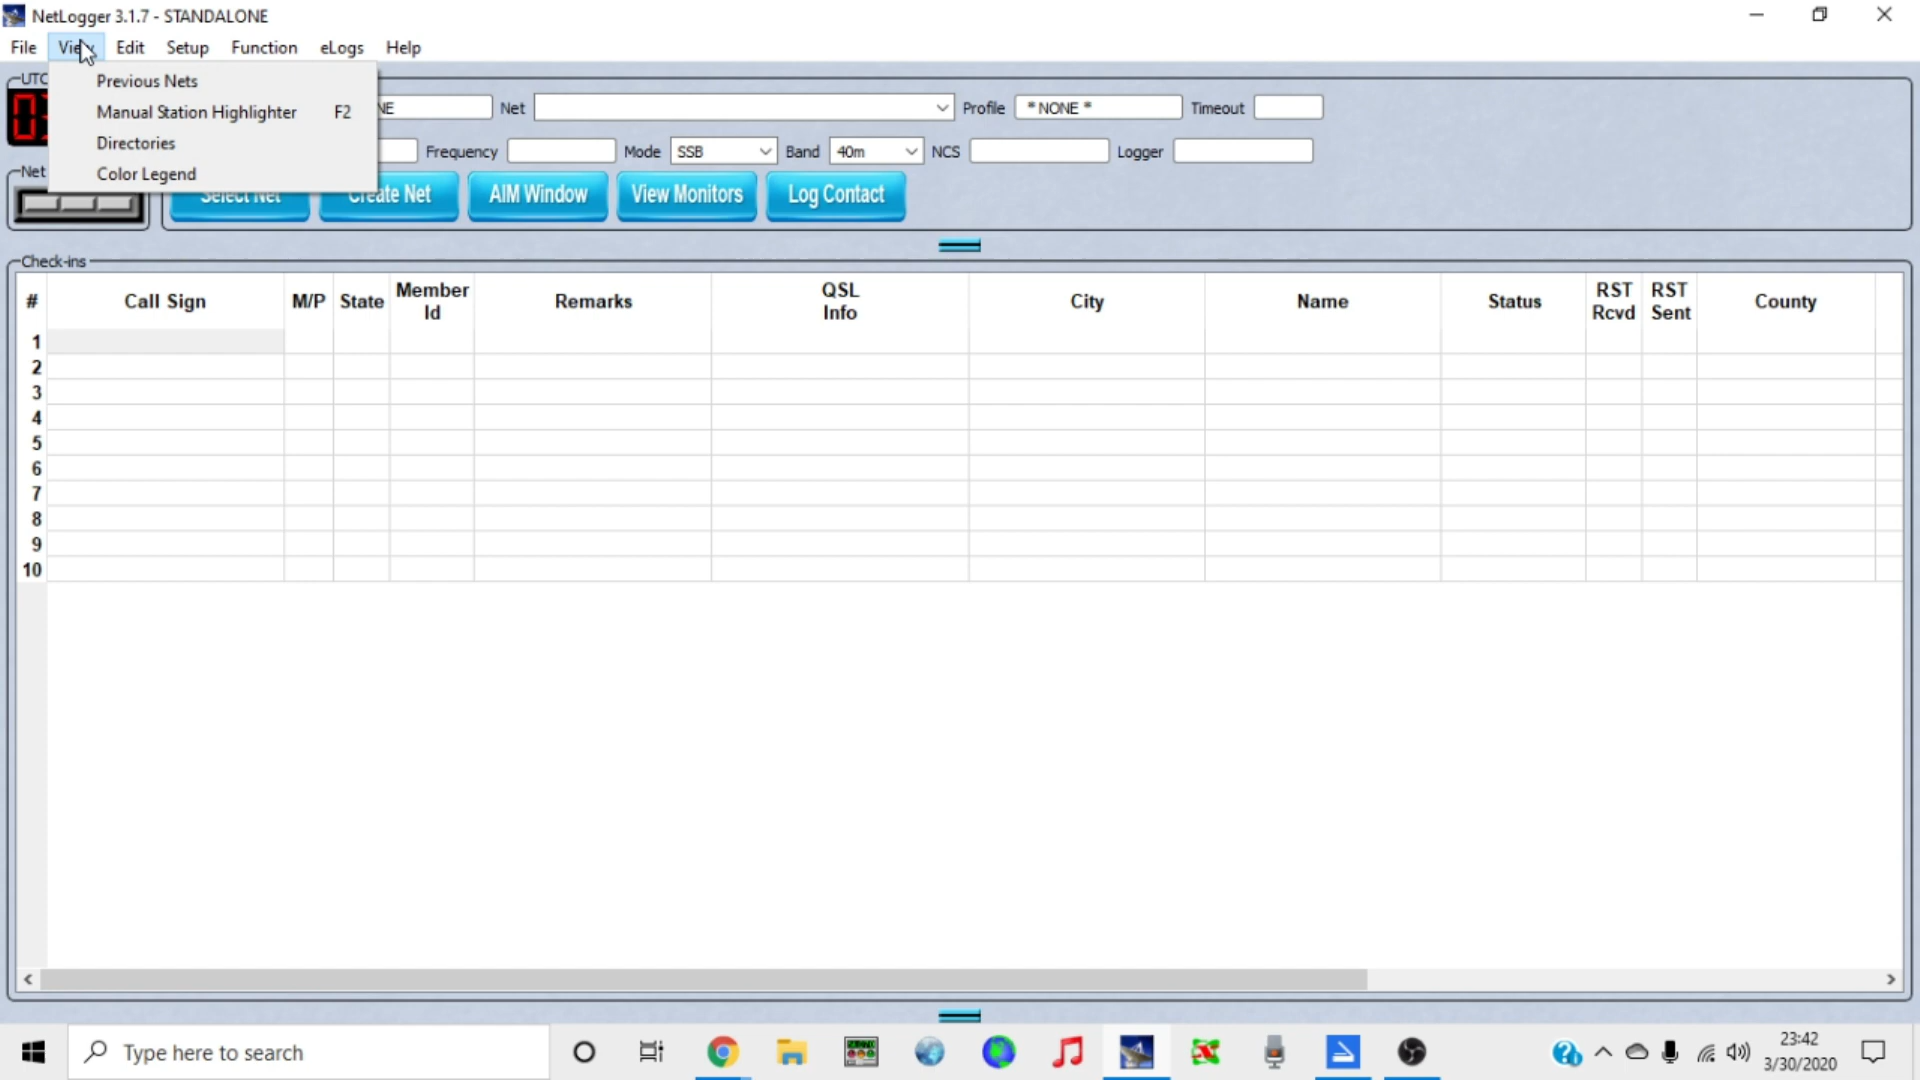 NetLogger 3.1.7 - STANDALONE
File View Edit Setup Function eLogs Help
Previous Nets
Manual Station Highlighter F2
Directories
Color Legend
UTC
NE Net Profile * NONE * Timeout
Frequency Mode SSB Band 40m NCS Logger
Net
Select Net Create Net AIM Window View Monitors Log Contact
Check-ins
# Call Sign M/P State Member Id Remarks QSL Info City Name Status RST Rcvd RST Sent County
1
2
3
4
5
6
7
8
9
10
Type here to search
23:42
3/30/2020